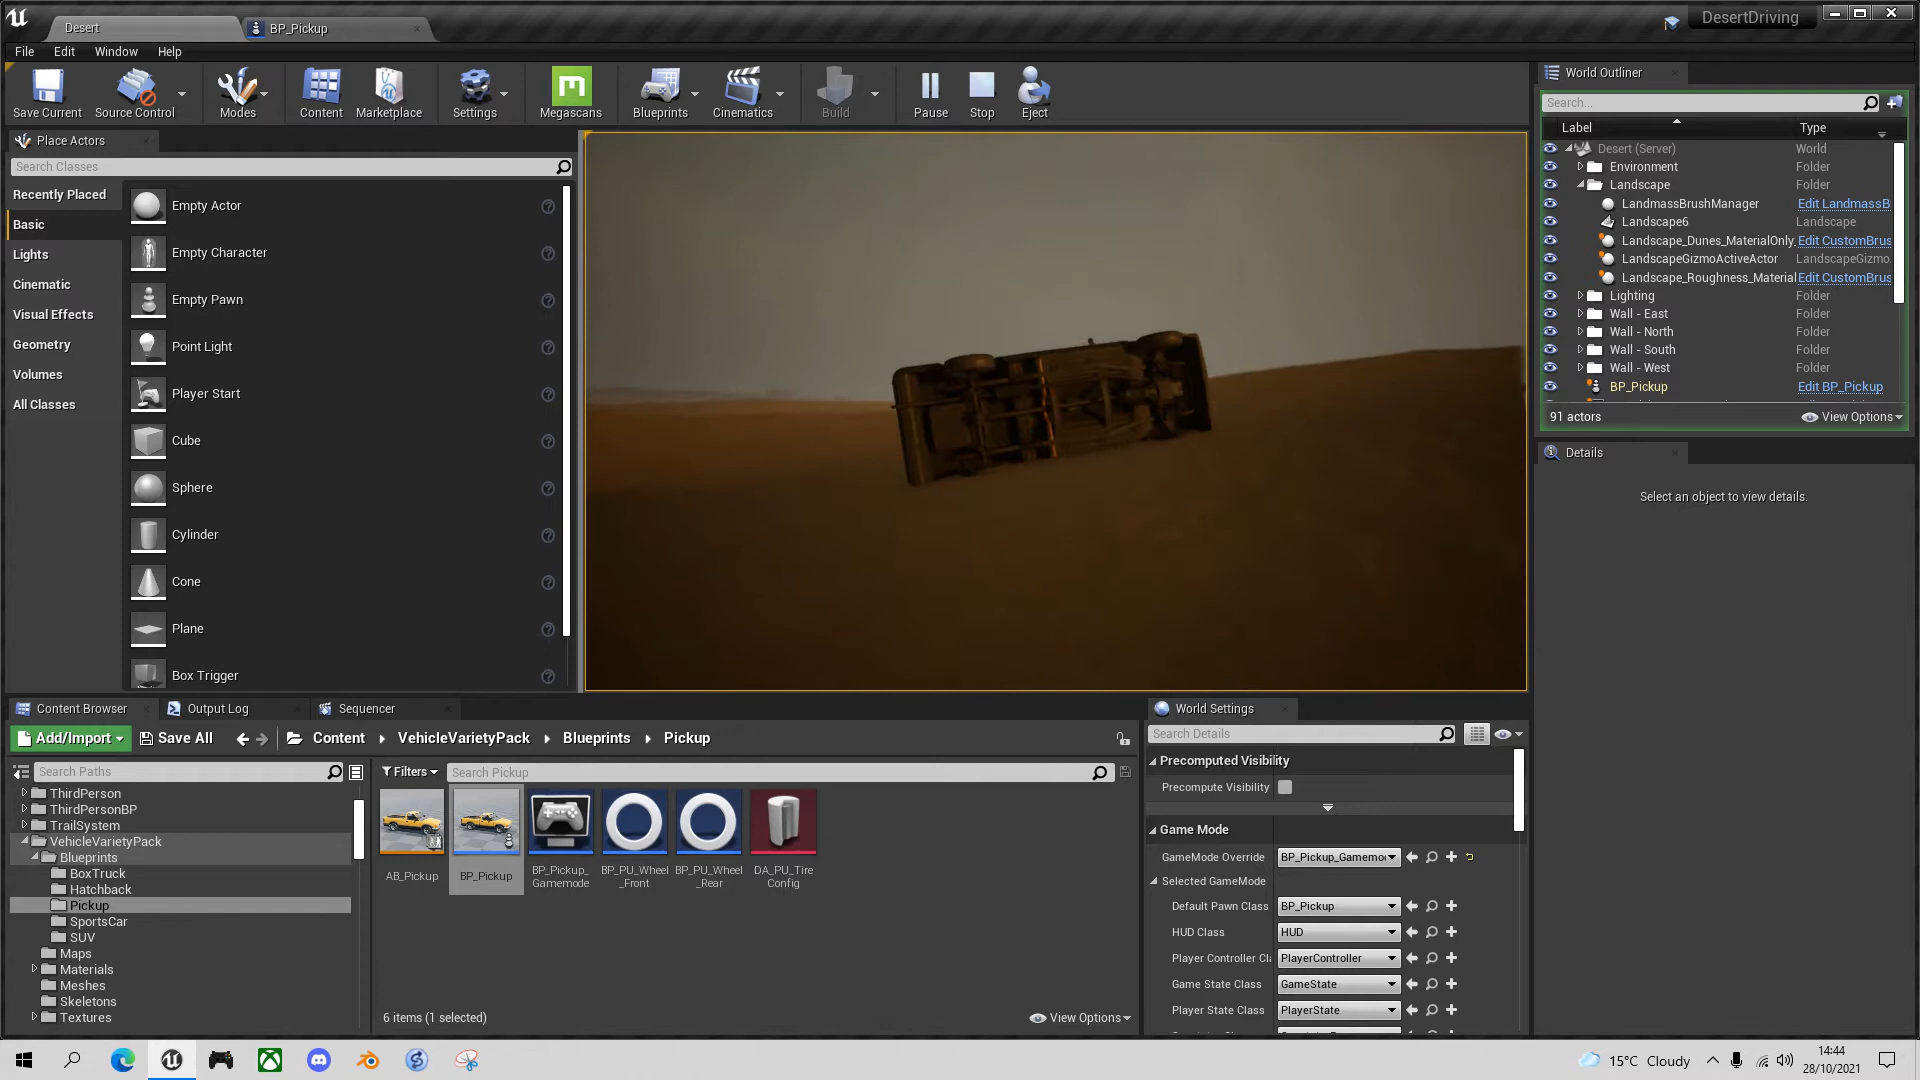 Desert
BP_Pickup
DesertDriving
File
Edit
Window
Help
Save Current
Source Control
Modes
Content
Marketplace
Settings
Megascans
Blueprints
Cinematics
Build
Pause
Stop
Eject
Place Actors
Search Classes
Recently Placed
Basic
Lights
Cinematic
Visual Effects
Geometry
Volumes
All Classes
Empty Actor
Empty Character
Empty Pawn
Point Light
Player Start
Cube
Sphere
Cylinder
Cone
Plane
Box Trigger
World Outliner
Search...
Label
Type
Desert (Server)
World
Environment
Folder
Landscape
Folder
LandmassBrushManager
Edit LandmassB
Landscape6
Landscape
Landscape_Dunes_MaterialOnly_
Edit CustomBrus
LandscapeGizmoActiveActor
LandscapeGizmo
Landscape_Roughness_Material
Edit CustomBrus
Lighting
Folder
Wall - East
Folder
Wall - North
Folder
Wall - South
Folder
Wall - West
Folder
BP_Pickup
Edit BP_Pickup
91 actors
View Options
Details
Select an object to view details.
Content Browser
Output Log
Sequencer
Add/Import
Save All
Content
VehicleVarietyPack
Blueprints
Pickup
Search Paths
Filters
Search Pickup
ThirdPerson
ThirdPersonBP
TrailSystem
VehicleVarietyPack
Blueprints
BoxTruck
Hatchback
Pickup
SportsCar
SUV
Maps
Materials
Meshes
Skeletons
Textures
AB_Pickup
BP_Pickup
BP_Pickup_
Gamemode
BP_PU_Wheel
_Front
BP_PU_Wheel
_Rear
DA_PU_Tire
Config
6 items (1 selected)
View Options
World Settings
Search Details
Precomputed Visibility
Precompute Visibility
Game Mode
GameMode Override
BP_Pickup_Gamemo
Selected GameMode
Default Pawn Class
BP_Pickup
HUD Class
HUD
Player Controller Cl
PlayerController
Game State Class
GameState
Player State Class
PlayerState
15°C Cloudy
14:44
28/10/2021